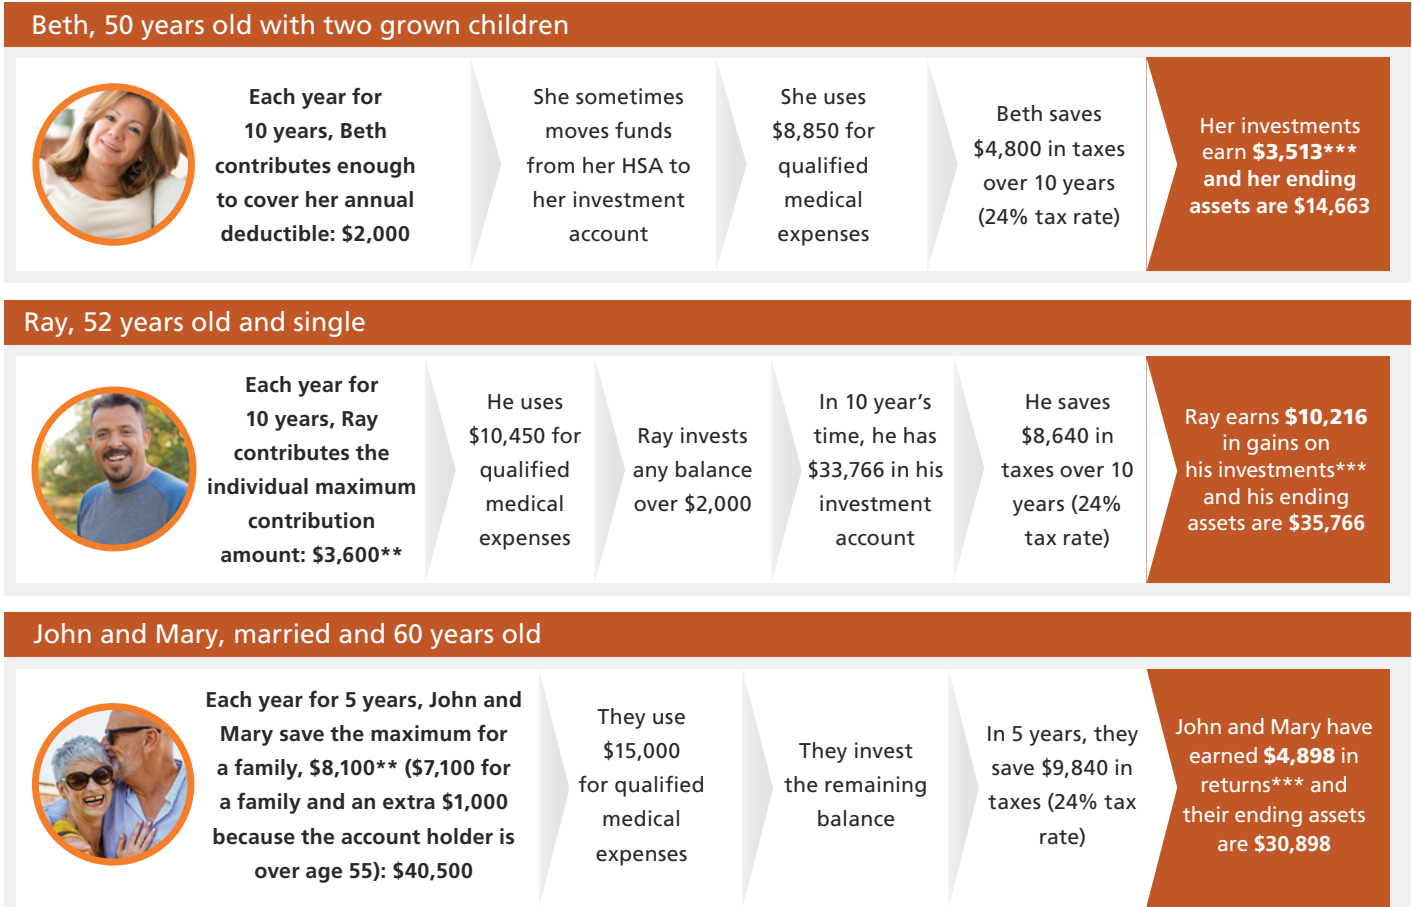 Beth, 50 years old with two grown children
Each year for
10 years, Beth
contributes enough
to cover her annual
deductible: $2,000
She sometimes
moves funds
from her HSA to
her investment
account
She uses
$8,850 for
qualified
medical
expenses
Beth saves
$4,800 in taxes
over 10 years
(24% tax rate)
Her investments
earn $3,513***
and her ending
assets are $14,663
Ray, 52 years old and single
Each year for
10 years, Ray
contributes the
individual maximum
contribution
amount: $3,600**
He uses
$10,450 for
qualified
medical
expenses
Ray invests
any balance
over $2,000
In 10 year’s
time, he has
$33,766 in his
investment
account
He saves
$8,640 in
taxes over 10
years (24%
tax rate)
Ray earns $10,216
in gains on
his investments***
and his ending
assets are $35,766
John and Mary, married and 60 years old
Each year for 5 years, John and
Mary save the maximum for
a family, $8,100** ($7,100 for
a family and an extra $1,000
because the account holder is
over age 55): $40,500
They use
$15,000
for qualified
medical
expenses
They invest
the remaining
balance
In 5 years, they
save $9,840 in
taxes (24% tax
rate)
John and Mary have
earned $4,898 in
returns*** and
their ending assets
are $30,898